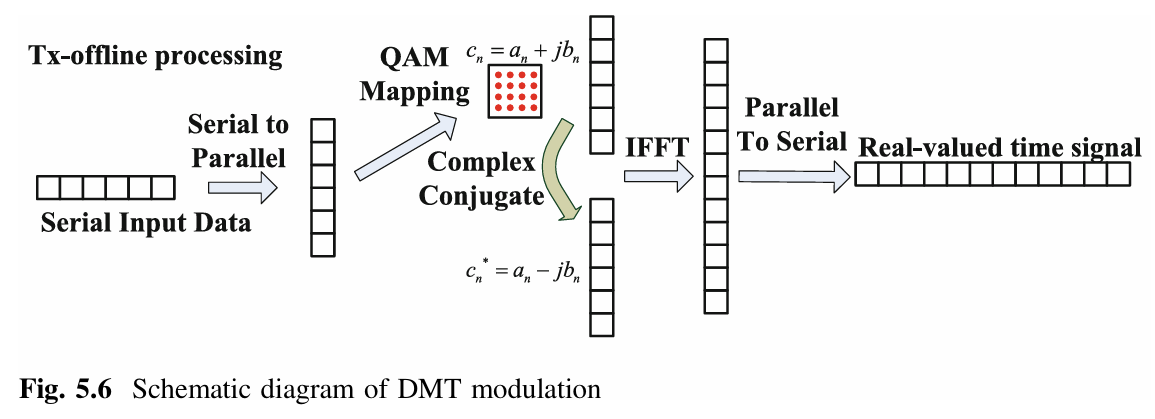 Tx-offline processing
QAM
Mapping
c_n = a_n + jb_n
Serial to
Parallel
Complex
Conjugate
IFFT
Parallel
To Serial
Real-valued time signal
Serial Input Data
c_n^* = a_n − jb_n
Fig. 5.6 Schematic diagram of DMT modulation